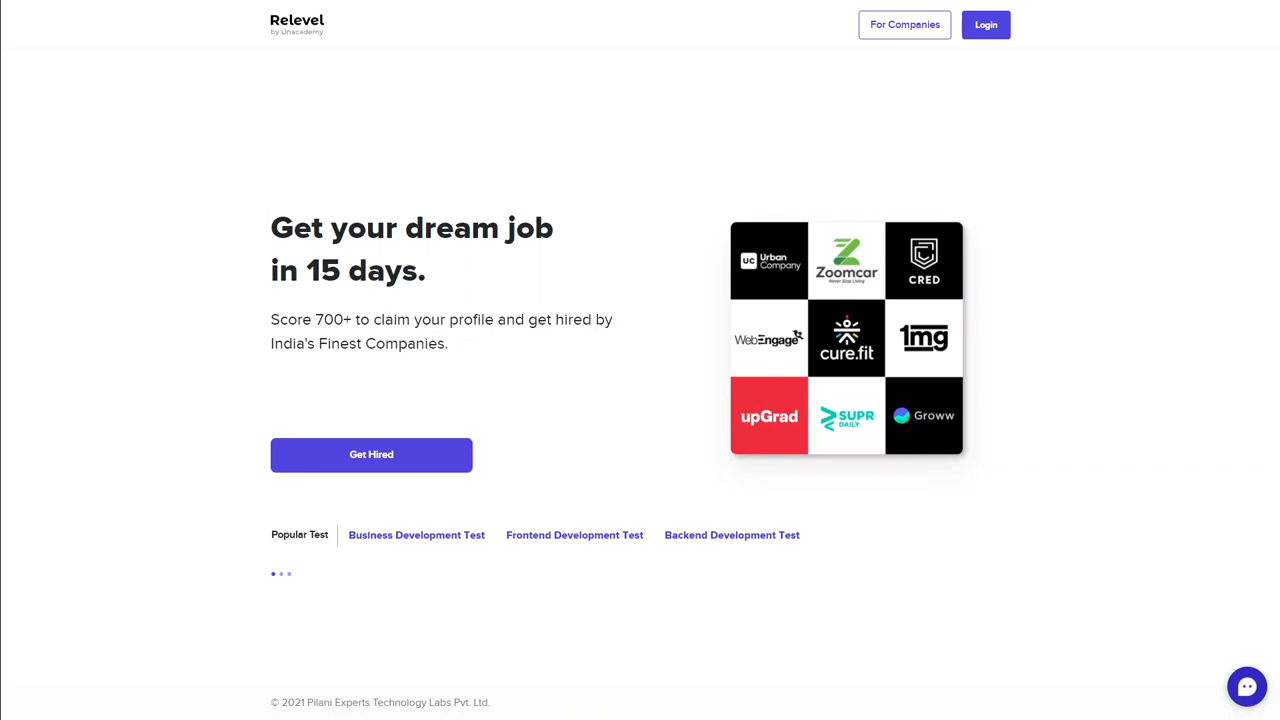 Relevel
by Unacademy
For Companies
Login
Get your dream job
in 15 days.
Score 700+ to claim your profile and get hired by
India's Finest Companies.
UC Urban Company
Zoomcar
Never Stop Living
CRED
WebEngage
cure.fit
1mg
upGrad
SUPR
DAILY
Groww
Get Hired
Popular Test
Business Development Test
Frontend Development Test
Backend Development Test
© 2021 Pilani Experts Technology Labs Pvt. Ltd.